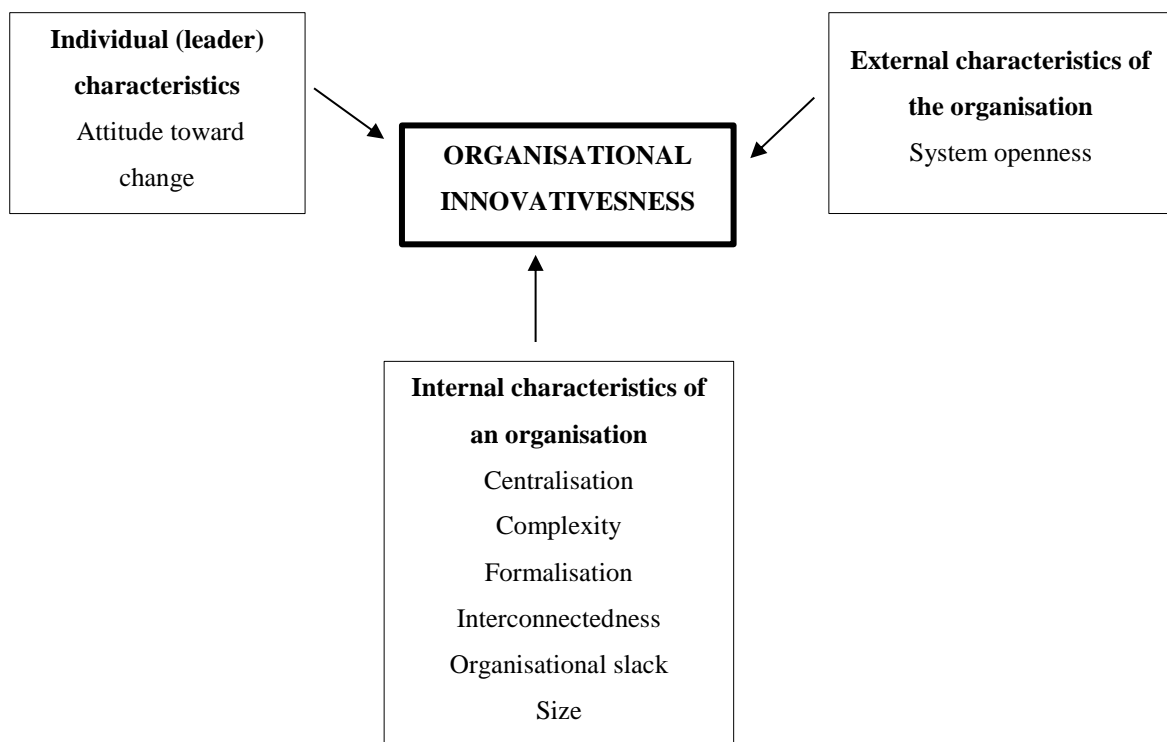 Individual (leader)
characteristics
Attitude toward
change
ORGANISATIONAL
INNOVATIVESNESS
External characteristics of
the organisation
System openness
Internal characteristics of
an organisation
Centralisation
Complexity
Formalisation
Interconnectedness
Organisational slack
Size